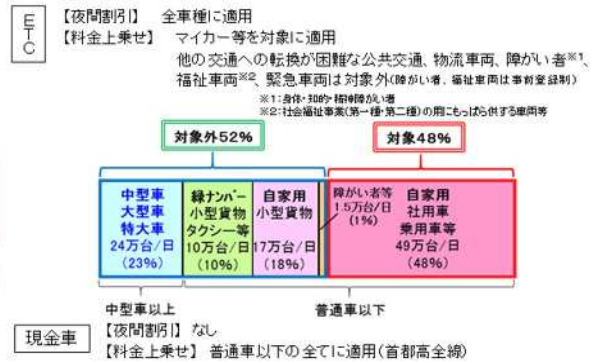 ETC
【夜間割引】 全車種に適用
【料金上乗せ】 マイカー等を対象に適用
他の交通への転換が困難な公共交通、物流車両、障がい者※1、
福祉車両※2、緊急車両は対象外(障がい者、福祉車両は事前登録制)
※1:身体・知的・精神障がい者
※2:社会福祉事業(第一種・第二種)の用にもっぱら供する車両等
対象外52%
対象48%
中型車
大型車
特大車
24万台/日
(23%)
緑ナンバー
小型貨物
タクシー等
10万台/日
(10%)
自家用
小型貨物
17万台/日
(18%)
障がい者等
1.5万台/日
(1%)
自家用
社用車
乗用車等
49万台/日
(48%)
中型車以上
普通車以下
現金車
【夜間割引】 なし
【料金上乗せ】 普通車以下の全てに適用(首都高全線)